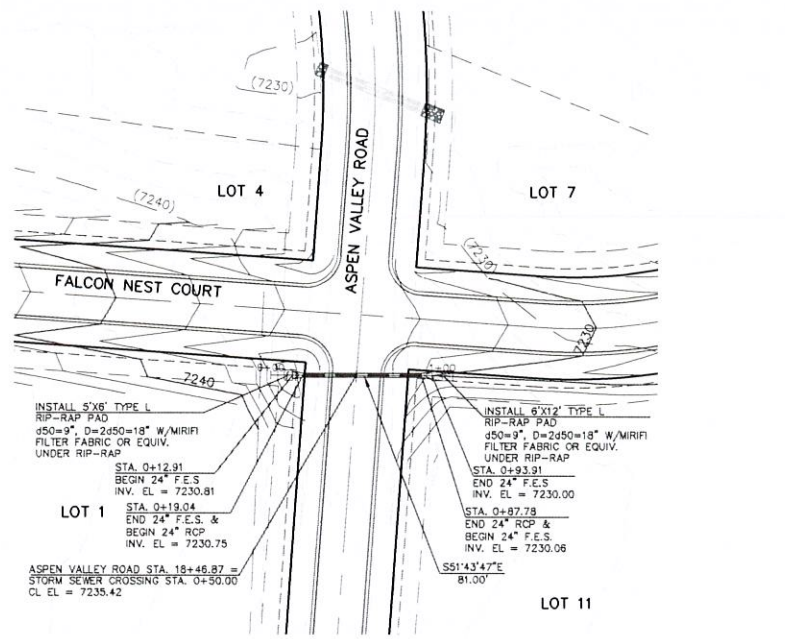 (7230)
LOT 4
ASPEN VALLEY ROAD
LOT 7
(7240)
(7230)
FALCON NEST COURT
7230
7240
INSTALL 5'X6' TYPE L
RIP-RAP PAD
d50=9", D=2d50=18" W/MIRIFI
FILTER FABRIC OR EQUIV.
UNDER RIP-RAP
STA. 0+12.91
BEGIN 24" F.E.S
INV. EL = 7230.81
LOT 1
STA. 0+19.04
END 24" F.E.S. &
BEGIN 24" RCP
INV. EL = 7230.75
ASPEN VALLEY ROAD STA. 18+46.87 =
STORM SEWER CROSSING STA. 0+50.00
CL EL = 7235.42
INSTALL 6'X12' TYPE L
RIP-RAP PAD
d50=9", D=2d50=18" W/MIRIFI
FILTER FABRIC OR EQUIV.
UNDER RIP-RAP
STA. 0+93.91
END 24" F.E.S
INV. EL = 7230.00
STA. 0+87.78
END 24" RCP &
BEGIN 24" F.E.S.
INV. EL = 7230.06
S51°43'47"E
81.00'
LOT 11